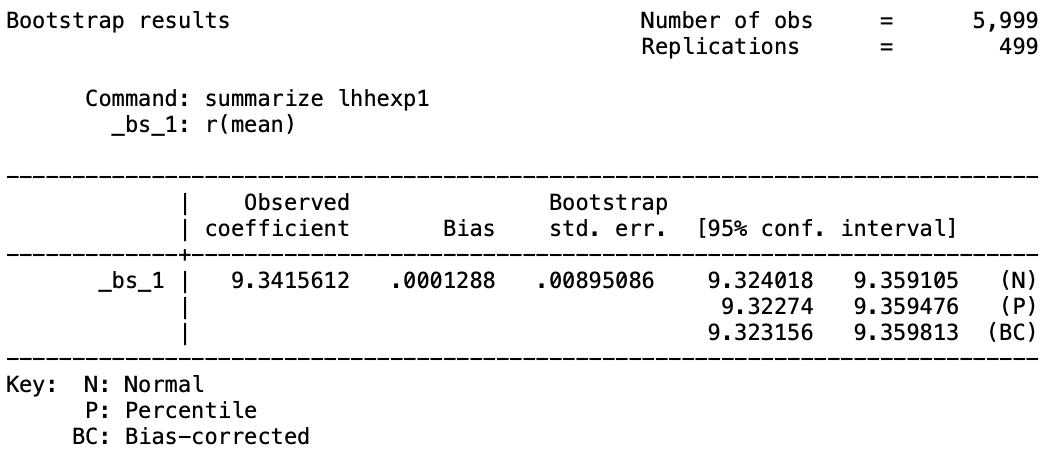 Bootstrap results                               Number of obs     =      5,999
                                                Replications      =        499

      Command: summarize lhhexp1
        _bs_1: r(mean)

------------------------------------------------------------------------------
             |   Observed               Bootstrap
             | coefficient       Bias    std. err.  [95% conf. interval]
-------------+----------------------------------------------------------------
       _bs_1 |   9.3415612   .0001288   .00895086    9.324018   9.359105   (N)
             |                                        9.32274   9.359476   (P)
             |                                       9.323156   9.359813  (BC)
------------------------------------------------------------------------------
Key:  N: Normal
      P: Percentile
     BC: Bias-corrected